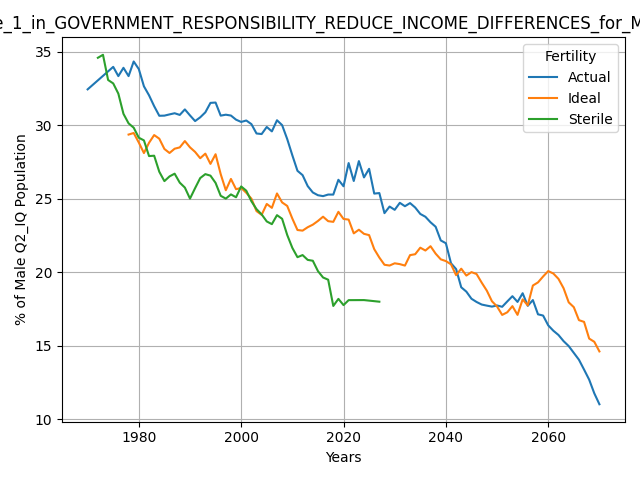 e_1_in_GOVERNMENT_RESPONSIBILITY_REDUCE_INCOME_DIFFERENCES_for_M
% of Male Q2_IQ Population
35
30
25
20
15
10
Fertility
Actual
Ideal
Sterile
1980 2000 2020 2040 2060
Years